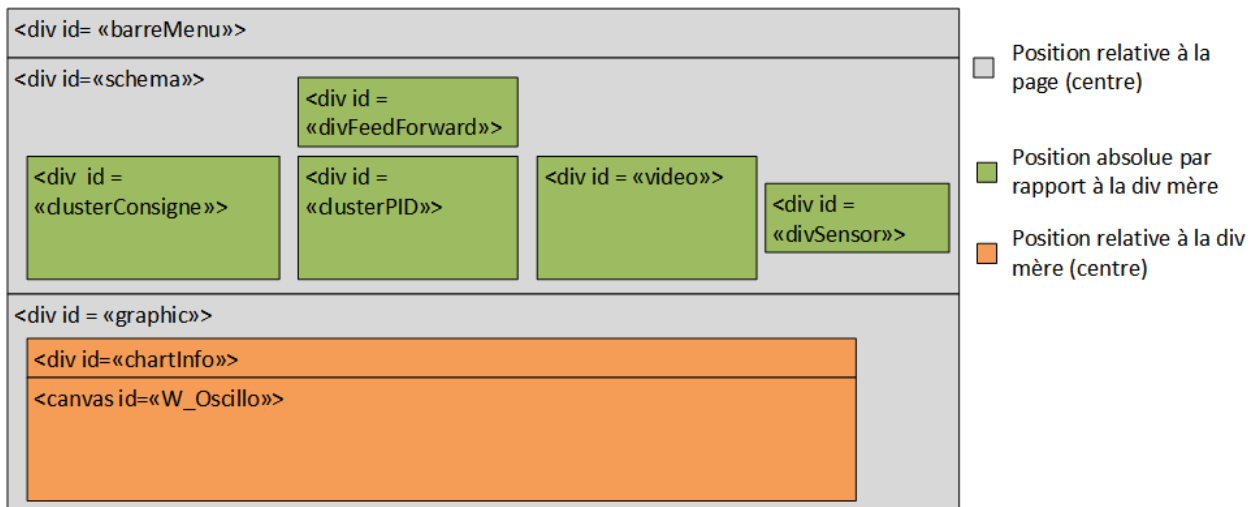 <div id= «barreMenu»>
<div id=«schema»>
<div id =
«divFeedForward»>
<div  id =
«clusterConsigne»>
<div id =
«clusterPID»>
<div id = «video»>
<div id =
«divSensor»>
<div id = «graphic»>
<div id=«chartInfo»>
<canvas id=«W_Oscillo»>
Position relative à la
page (centre)
Position absolue par
rapport à la div mère
Position relative à la div
mère (centre)